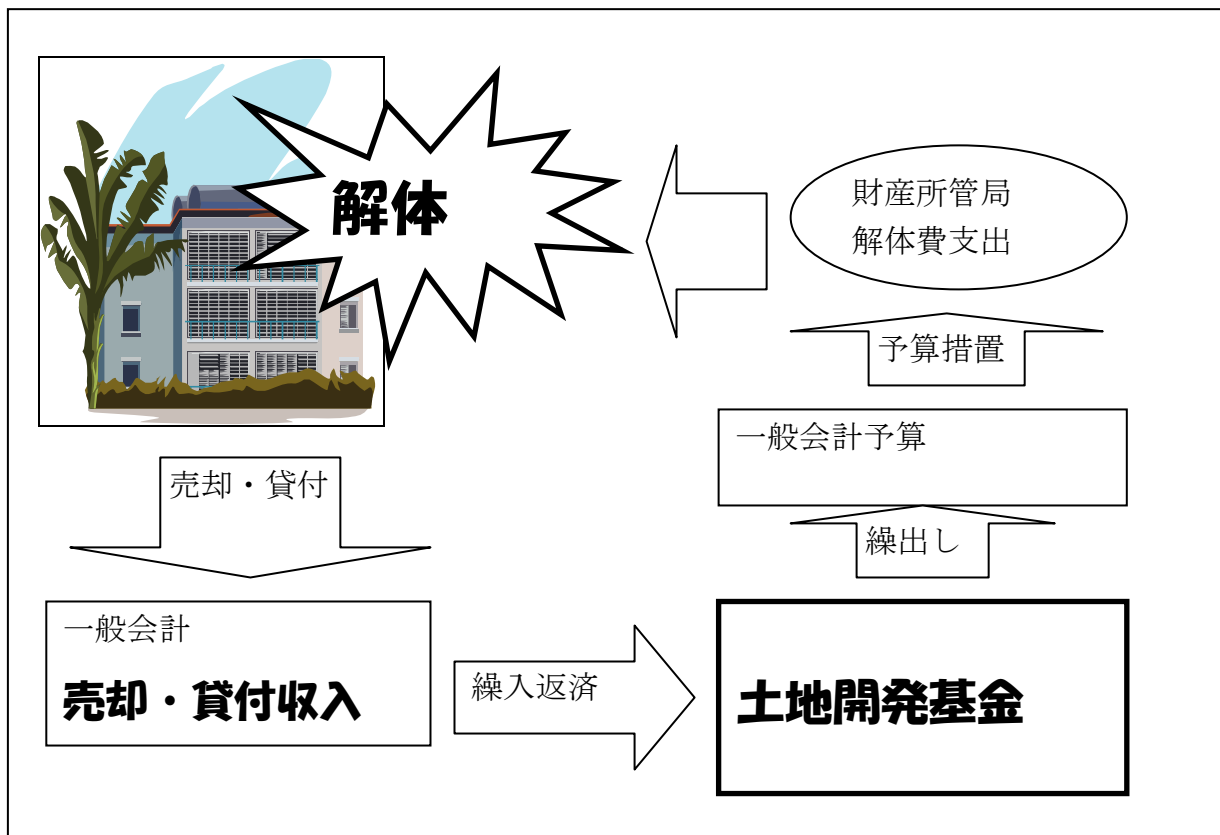 解体
財産所管局
解体費支出
予算措置
一般会計予算
売却・貸付
繰出し
一般会計
売却・貸付収入
繰入返済
土地開発基金